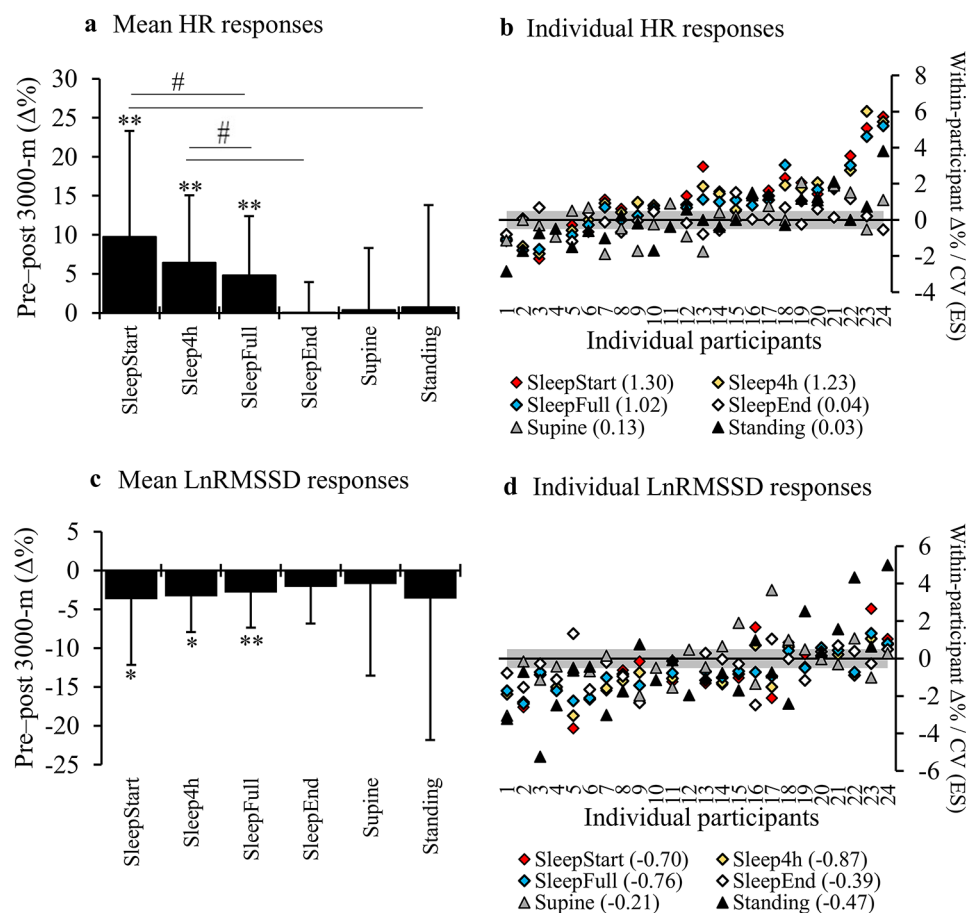 a Mean HR responses
Pre–post 3000-m (Δ%)
30
25
20
15
10
5
0
#
#
**
**
**
SleepStart
Sleep4h
SleepFull
SleepEnd
Supine
Standing
b Individual HR responses
8
6
4
2
0
-2
-4
Within-participant Δ% / CV (ES)
1 2 3 4 5 6 7 8 9 10 11 12 13 14 15 16 17 18 19 20 21 22 23 24
Individual participants
SleepStart (1.30) Sleep4h (1.23)
SleepFull (1.02) SleepEnd (0.04)
Supine (0.13) Standing (0.03)
c Mean LnRMSSD responses
Pre–post 3000-m (Δ%)
5
0
-5
-10
-15
-20
-25
*
*
**
SleepStart
Sleep4h
SleepFull
SleepEnd
Supine
Standing
d Individual LnRMSSD responses
6
4
2
0
-2
-4
-6
Within-participant Δ% / CV (ES)
1 2 3 4 5 6 7 8 9 10 11 12 13 14 15 16 17 18 19 20 21 22 23 24
Individual participants
SleepStart (-0.70) Sleep4h (-0.87)
SleepFull (-0.76) SleepEnd (-0.39)
Supine (-0.21) Standing (-0.47)